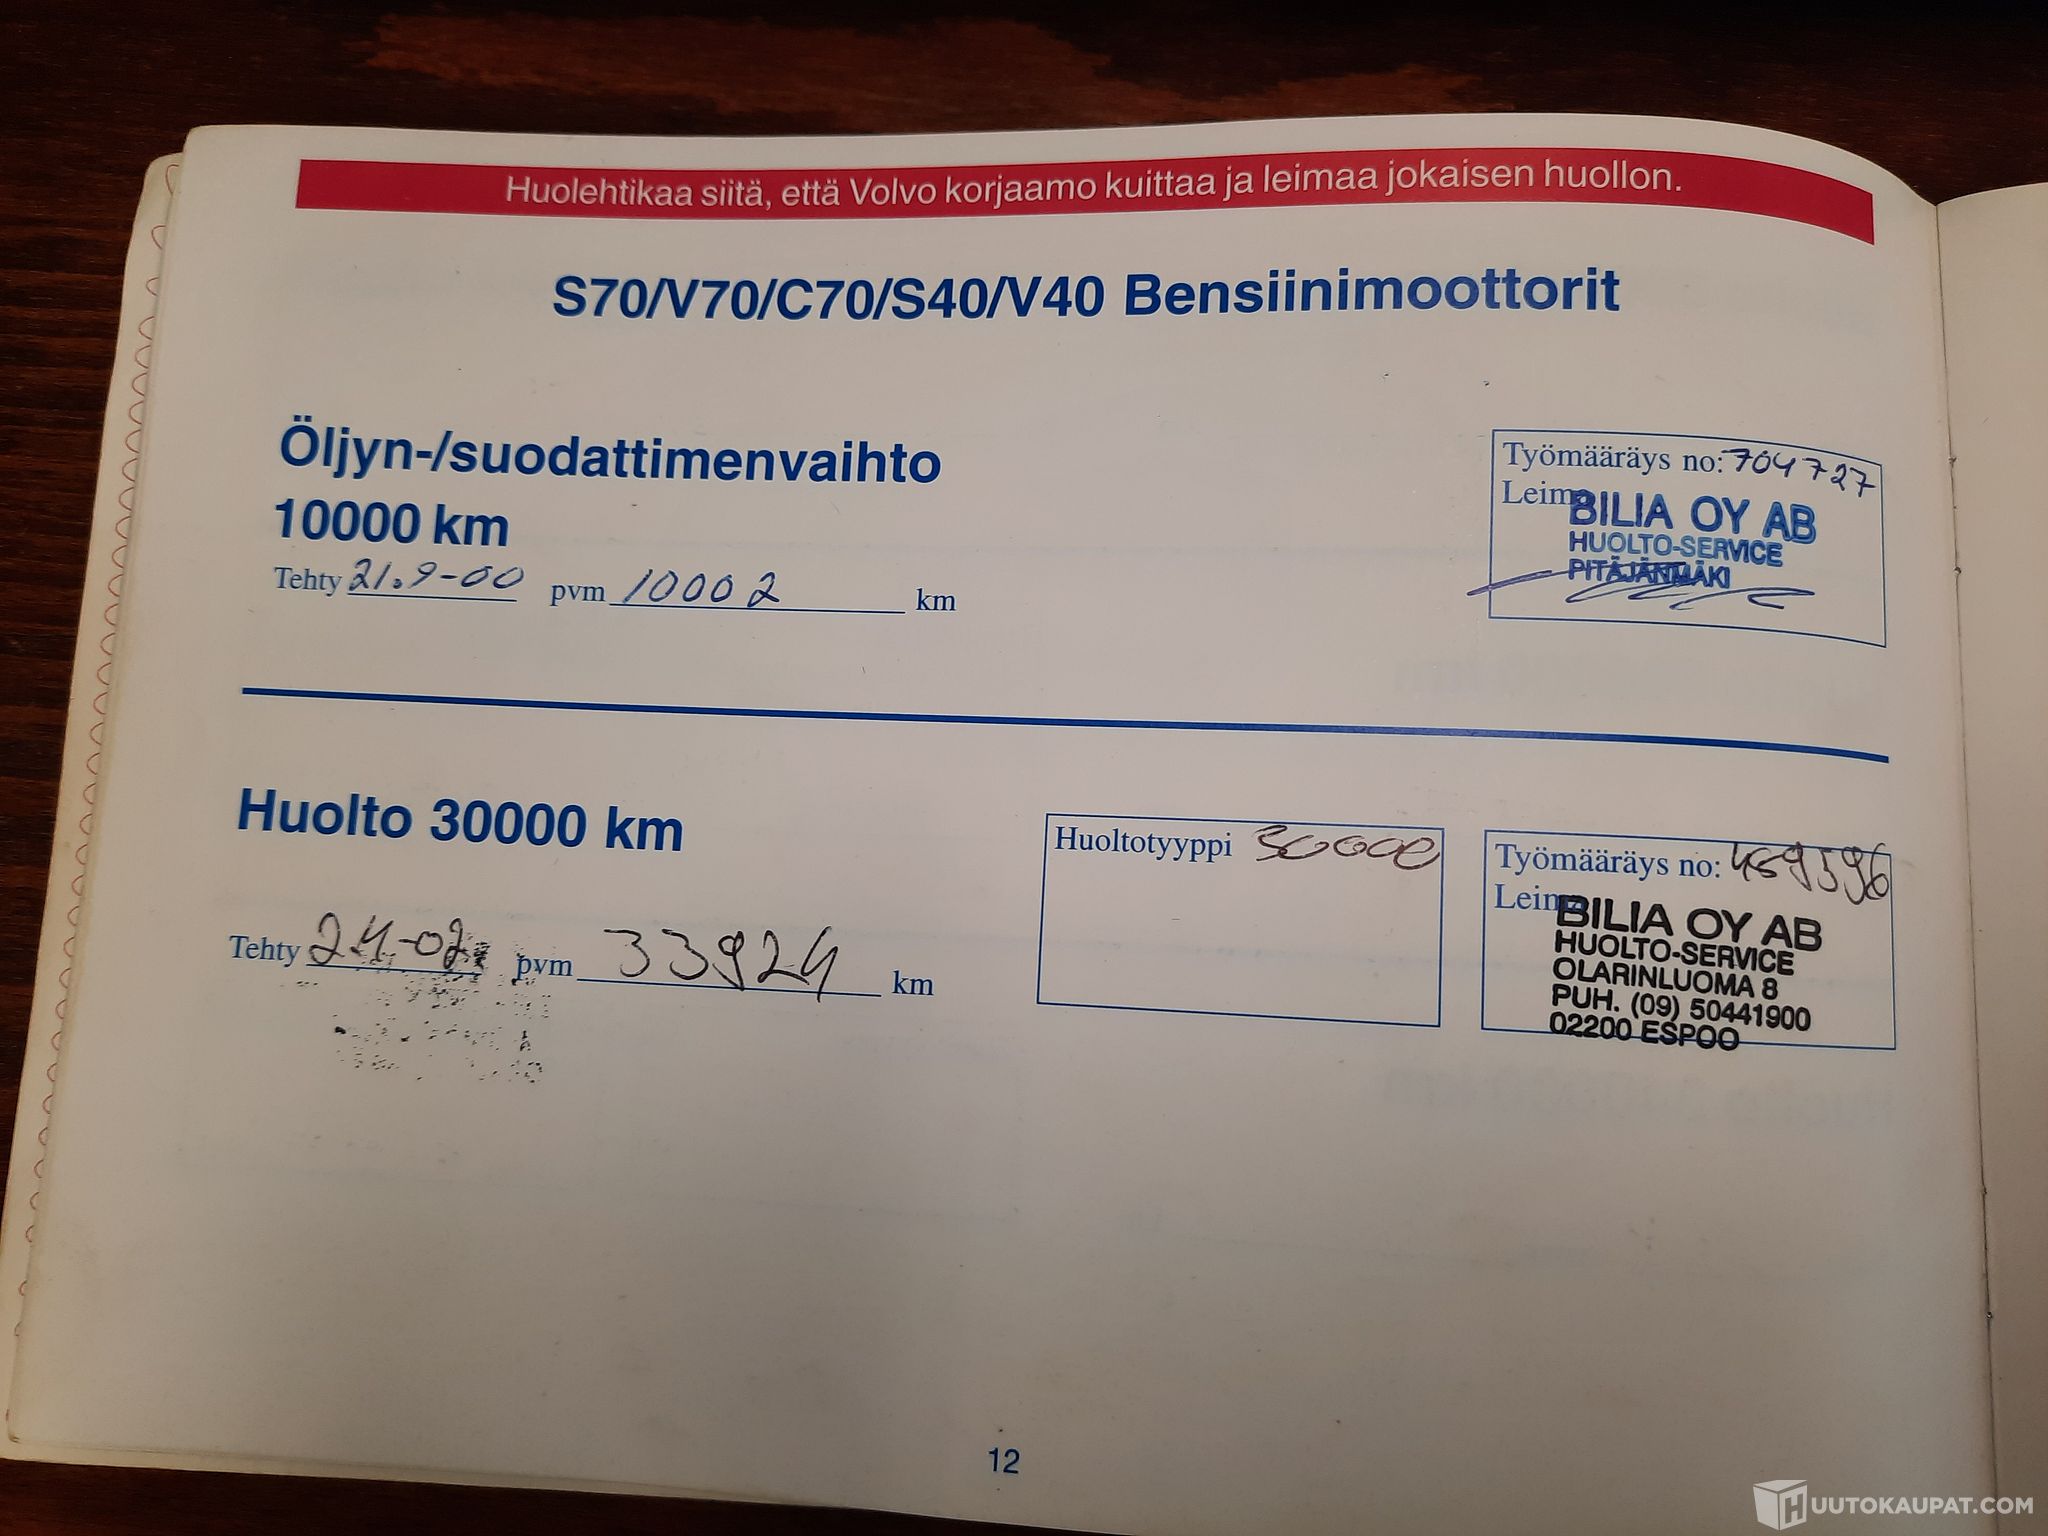 Huolehtikaa siitä, että Volvo korjaamo kuittaa ja leimaa jokaisen huollon.
S70/V70/C70/S40/V40 Bensiinimoottorit
Öljyn-/suodattimenvaihto
10000 km
Tehty 21.9-00 pvm 10002 km
Työmääräys no: 704727
Leima
BILIA OY AB
HUOLTO-SERVICE
PITÄJÄNMÄKI
Huolto 30000 km
Tehty pvm 33924 km
Huoltotyyppi 30000
Työmääräys no:
Leima
BILIA OY AB
HUOLTO-SERVICE
OLARINLUOMA 8
PUH. (09) 50441900
02200 ESPOO
12
HUUTOKAUPAT.COM